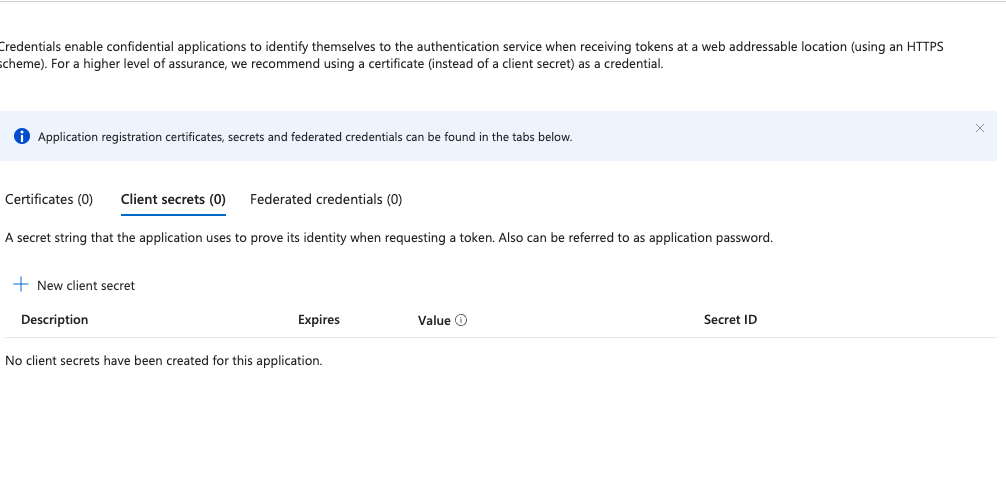 Credentials enable confidential applications to identify themselves to the authentication service when receiving tokens at a web addressable location (using an HTTPS
scheme). For a higher level of assurance, we recommend using a certificate (instead of a client secret) as a credential.
Application registration certificates, secrets and federated credentials can be found in the tabs below.
Certificates (0) Client secrets (0) Federated credentials (0)
A secret string that the application uses to prove its identity when requesting a token. Also can be referred to as application password.
New client secret
Description Expires Value Secret ID
No client secrets have been created for this application.